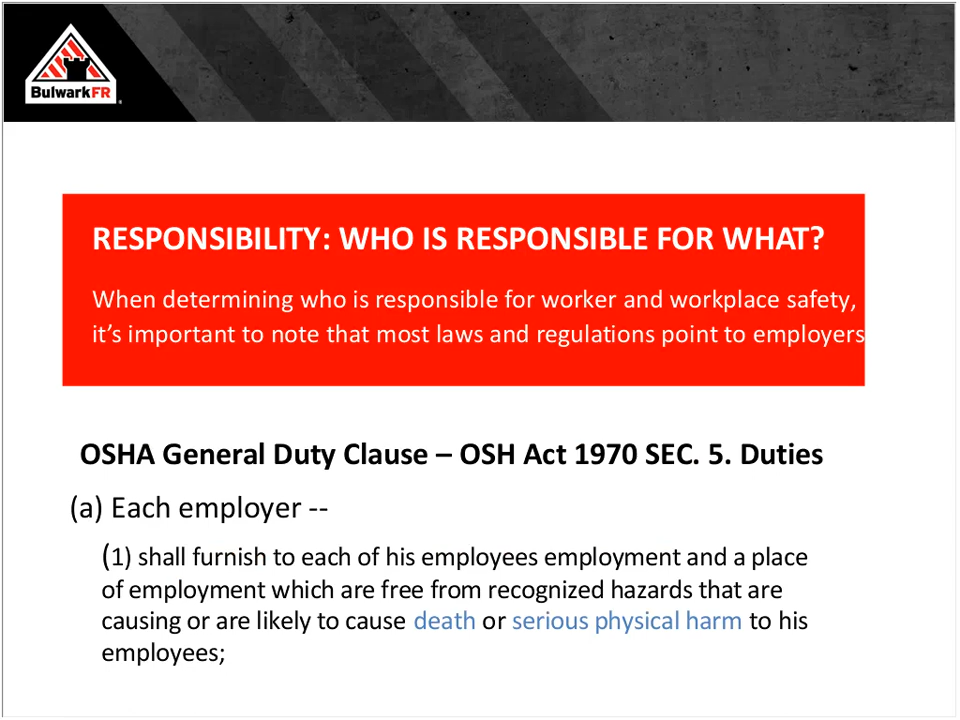 BulwarkFR
RESPONSIBILITY: WHO IS RESPONSIBLE FOR WHAT?
When determining who is responsible for worker and workplace safety,
it’s important to note that most laws and regulations point to employers
OSHA General Duty Clause – OSH Act 1970 SEC. 5. Duties
(a) Each employer --
(1) shall furnish to each of his employees employment and a place
of employment which are free from recognized hazards that are
causing or are likely to cause death or serious physical harm to his
employees;